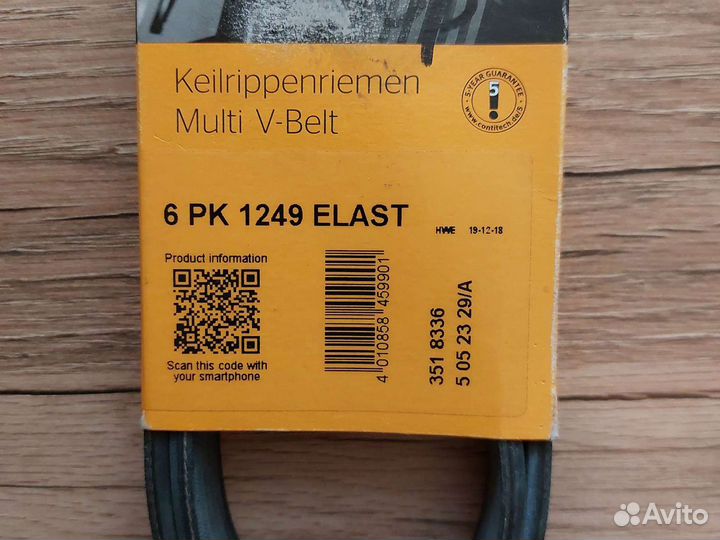 Keilrippenriemen
Multi V-Belt
5-YEAR GUARANTEE
5
www.contitech.de/5
6 PK 1249 ELAST
HWE 19-12-18
Product information
Scan this code with
your smartphone
4 010858 459901
351 8336
5 05 23 29/A
Avito